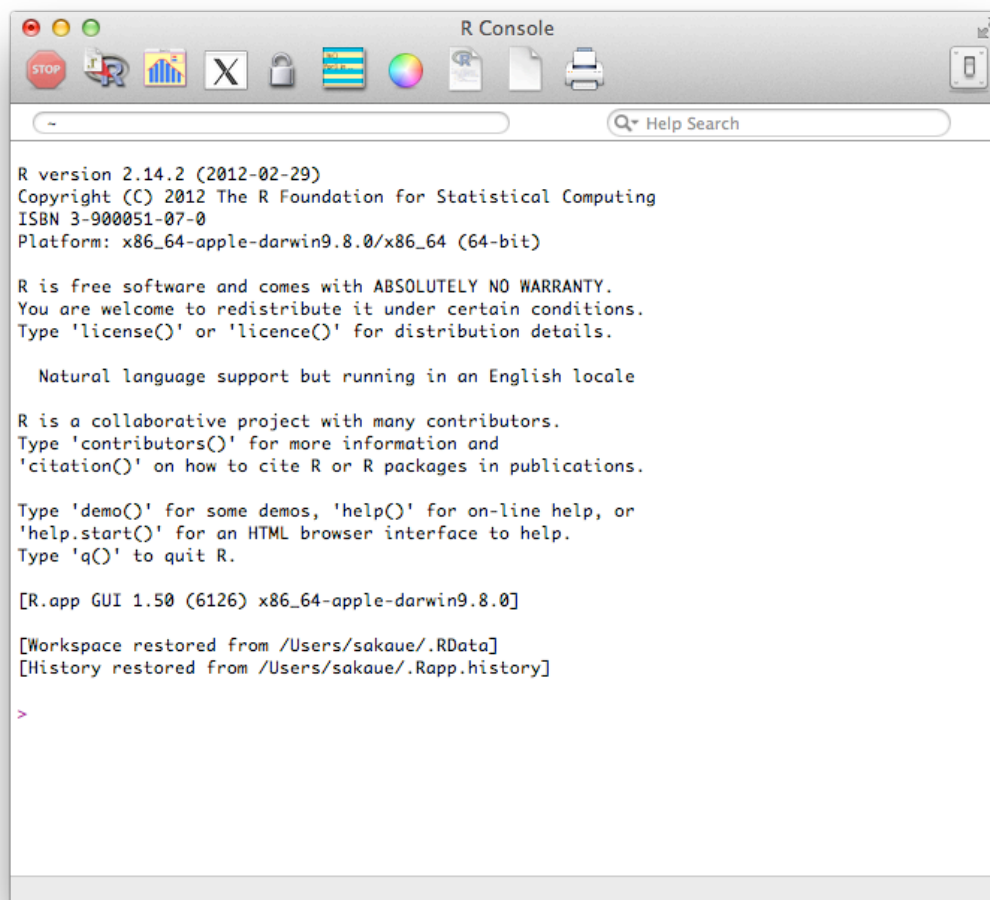 R Console
STOP
X
~
Help Search
R version 2.14.2 (2012-02-29)
Copyright (C) 2012 The R Foundation for Statistical Computing
ISBN 3-900051-07-0
Platform: x86_64-apple-darwin9.8.0/x86_64 (64-bit)
R is free software and comes with ABSOLUTELY NO WARRANTY.
You are welcome to redistribute it under certain conditions.
Type 'license()' or 'licence()' for distribution details.
Natural language support but running in an English locale
R is a collaborative project with many contributors.
Type 'contributors()' for more information and
'citation()' on how to cite R or R packages in publications.
Type 'demo()' for some demos, 'help()' for on-line help, or
'help.start()' for an HTML browser interface to help.
Type 'q()' to quit R.
[R.app GUI 1.50 (6126) x86_64-apple-darwin9.8.0]
[Workspace restored from /Users/sakaue/.RData]
[History restored from /Users/sakaue/.Rapp.history]
>